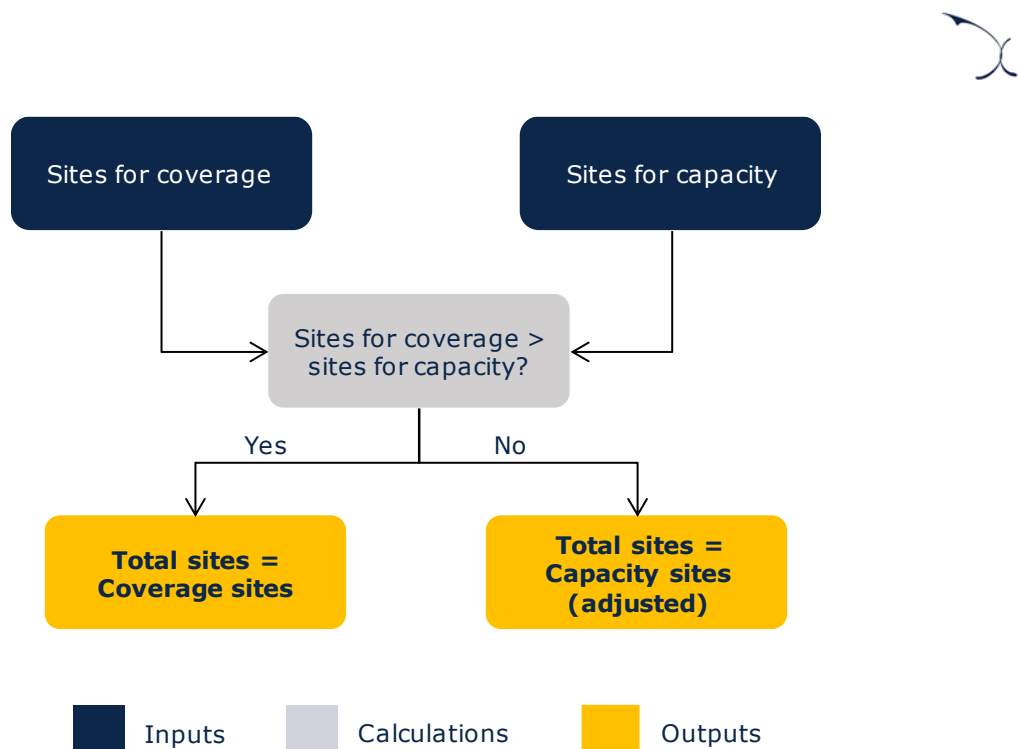 Sites for coverage
Sites for capacity
Sites for coverage >
sites for capacity?
Yes
No
Total sites =
Coverage sites
Total sites =
Capacity sites
(adjusted)
Inputs
Calculations
Outputs